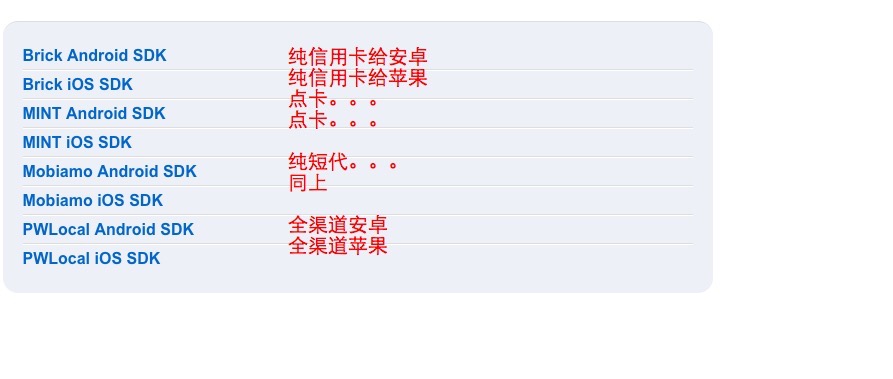 Brick Android SDK 纯信用卡给安卓
Brick iOS SDK 纯信用卡给苹果
MINT Android SDK 点卡。。。
MINT iOS SDK 点卡。。。
Mobiamo Android SDK 纯短代。。。
Mobiamo iOS SDK 同上
PWLocal Android SDK 全渠道安卓
PWLocal iOS SDK 全渠道苹果